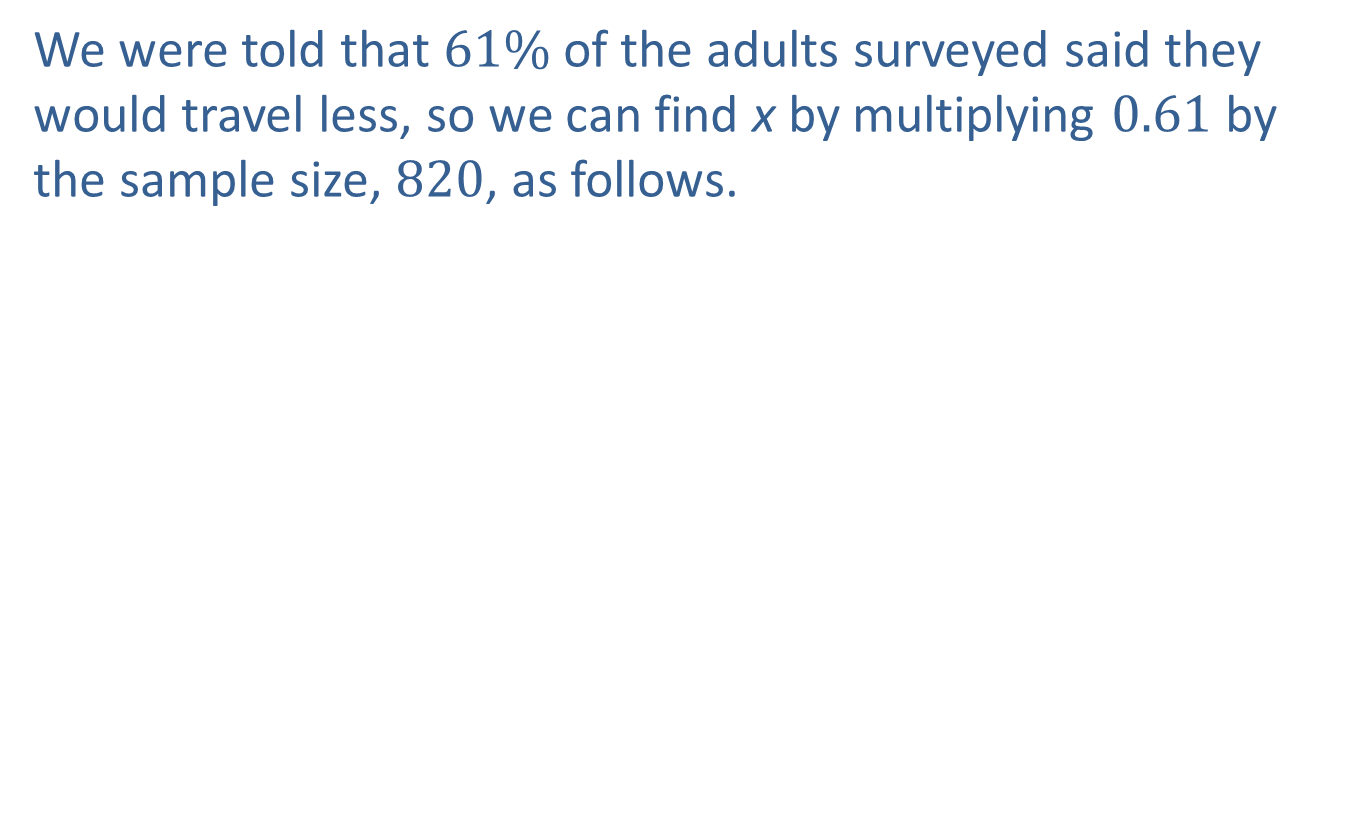 We were told that 61% of the adults surveyed said they
would travel less, so we can find x by multiplying 0.61 by
the sample size, 820, as follows.